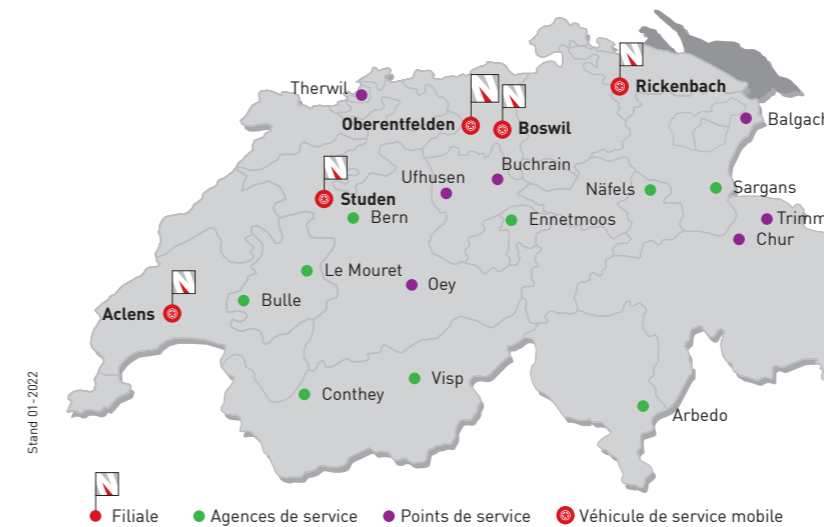 Therwil
Rickenbach
Oberentfelden
Boswil
Balgach
Buchrain
Ufhusen
Studen
Näfels
Sargans
Bern
Ennetmoos
Trimm
Chur
Le Mouret
Oey
Bulle
Aclens
Visp
Conthey
Arbedo
Stand 01-2022
Filiale
Agences de service
Points de service
Véhicule de service mobile